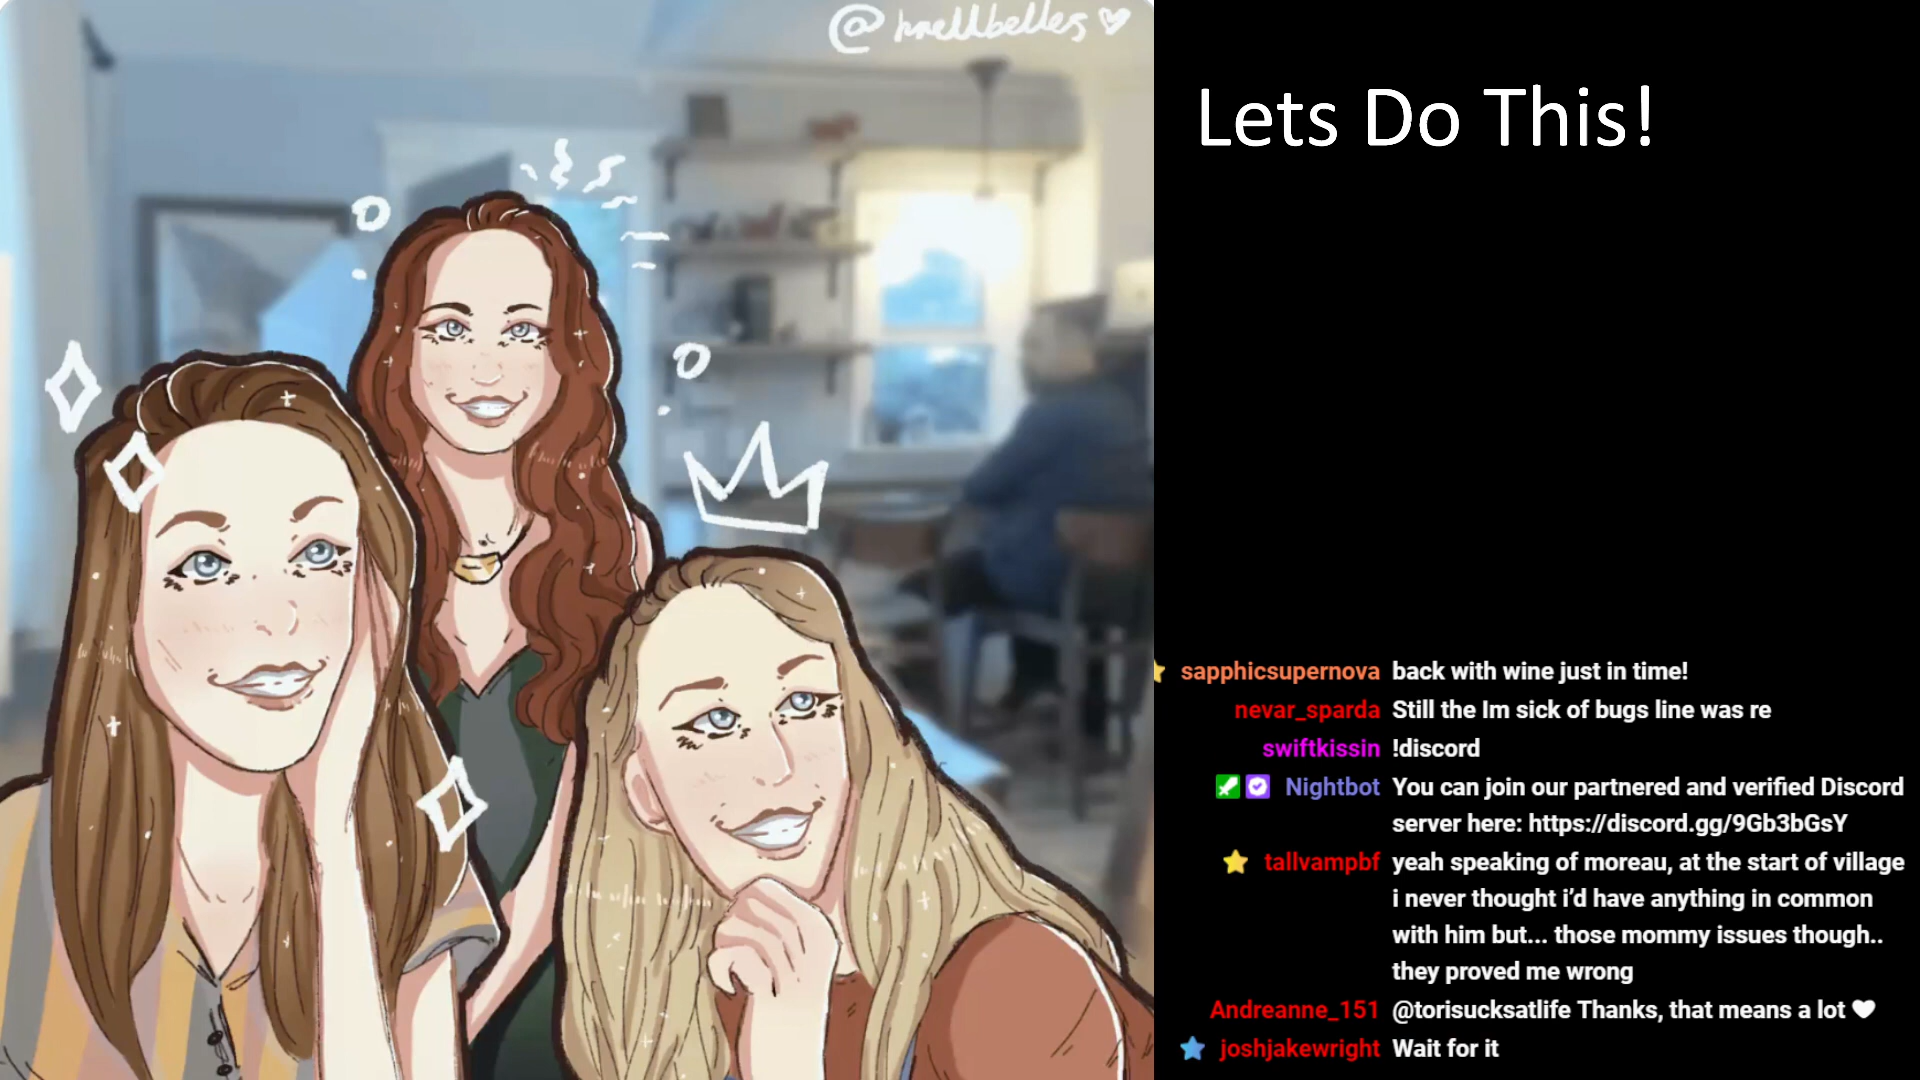 @knellbelles
Lets Do This!
sapphicsupernova back with wine just in time!
nevar_sparda Still the Im sick of bugs line was re
swiftkissin !discord
Nightbot You can join our partnered and verified Discord
server here: https://discord.gg/9Gb3bGsY
tallvampbf yeah speaking of moreau, at the start of village
i never thought i’d have anything in common
with him but... those mommy issues though..
they proved me wrong
Andreanne_151 @torisucksatlife Thanks, that means a lot 🤍
joshjakewright Wait for it